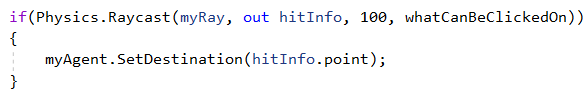 if(Physics.Raycast(myRay, out hitInfo, 100, whatCanBeClickedOn))
{
    myAgent.SetDestination(hitInfo.point);
}